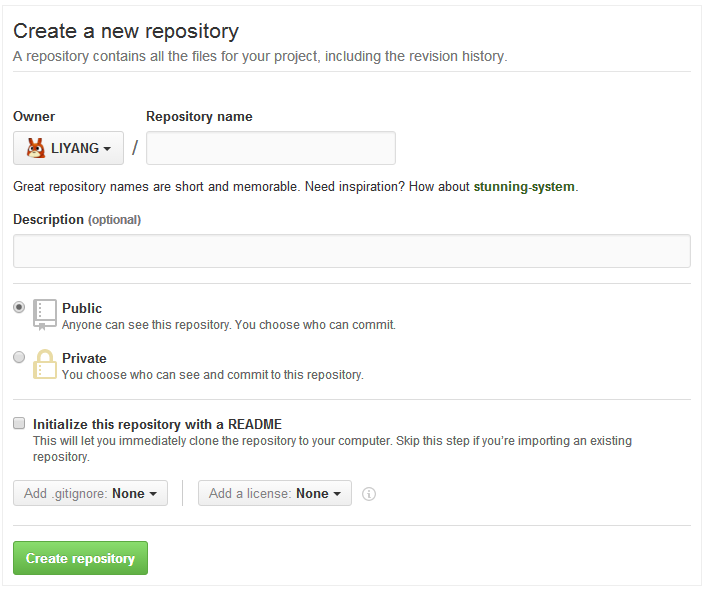 Create a new repository
A repository contains all the files for your project, including the revision history.
Owner
Repository name
LIYANG
/
Great repository names are short and memorable. Need inspiration? How about stunning-system.
Description (optional)
Public
Anyone can see this repository. You choose who can commit.
Private
You choose who can see and commit to this repository.
Initialize this repository with a README
This will let you immediately clone the repository to your computer. Skip this step if you’re importing an existing
repository.
Add .gitignore: None
Add a license: None
Create repository